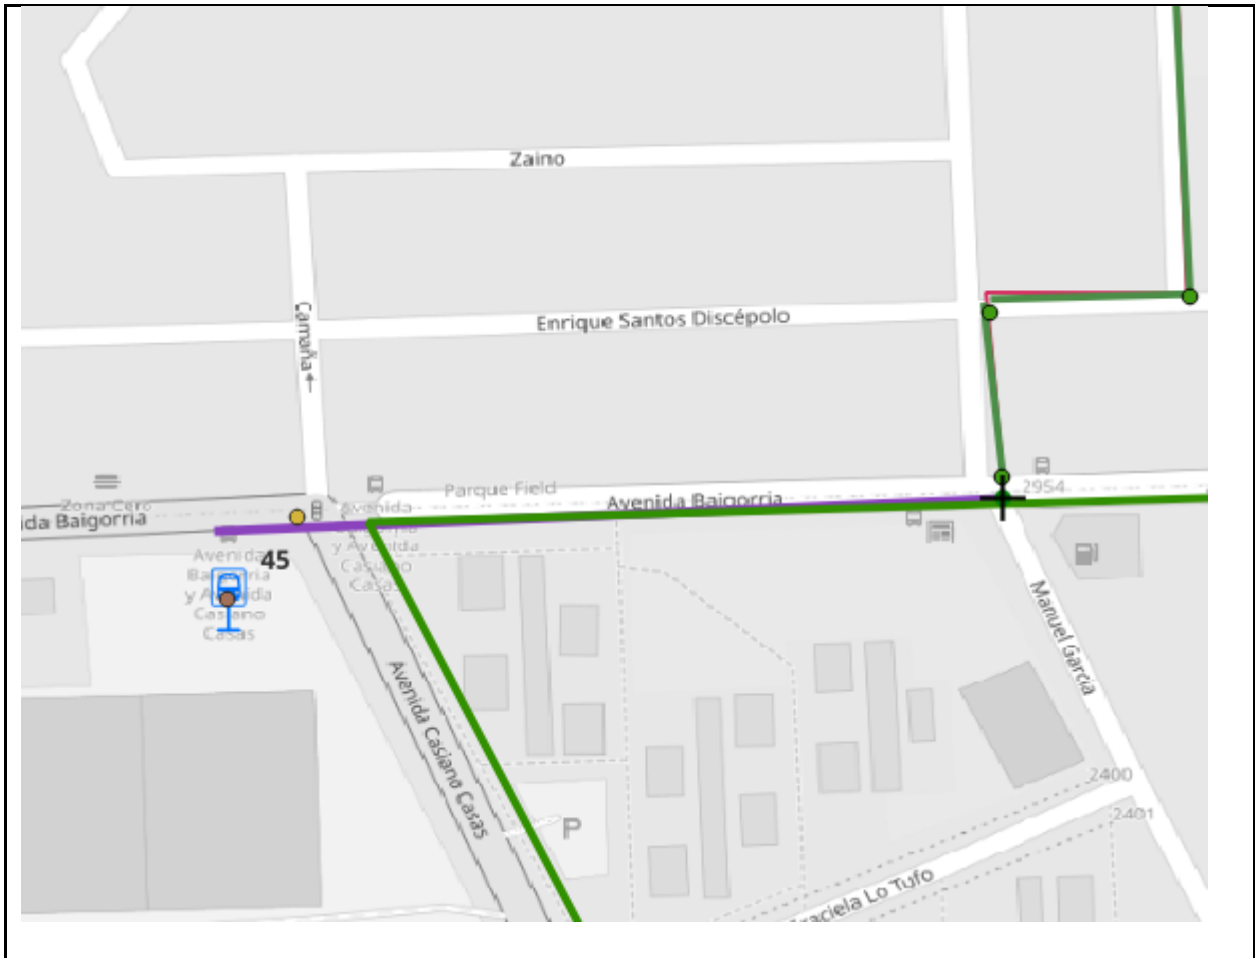 Zaino
Camaña
Enrique Santos Discépolo
Zona Cero
ida Baigorria
Parque Field
Avenida Baigorria
2954
Avenida
Baigorria
y Avenida
Casiano
Casas
45
Avenida
Baigorria
y Avenida
Casiano
Casas
Manuel García
Avenida Casiano Casas
P
2400
2401
raciela Lo Tufo